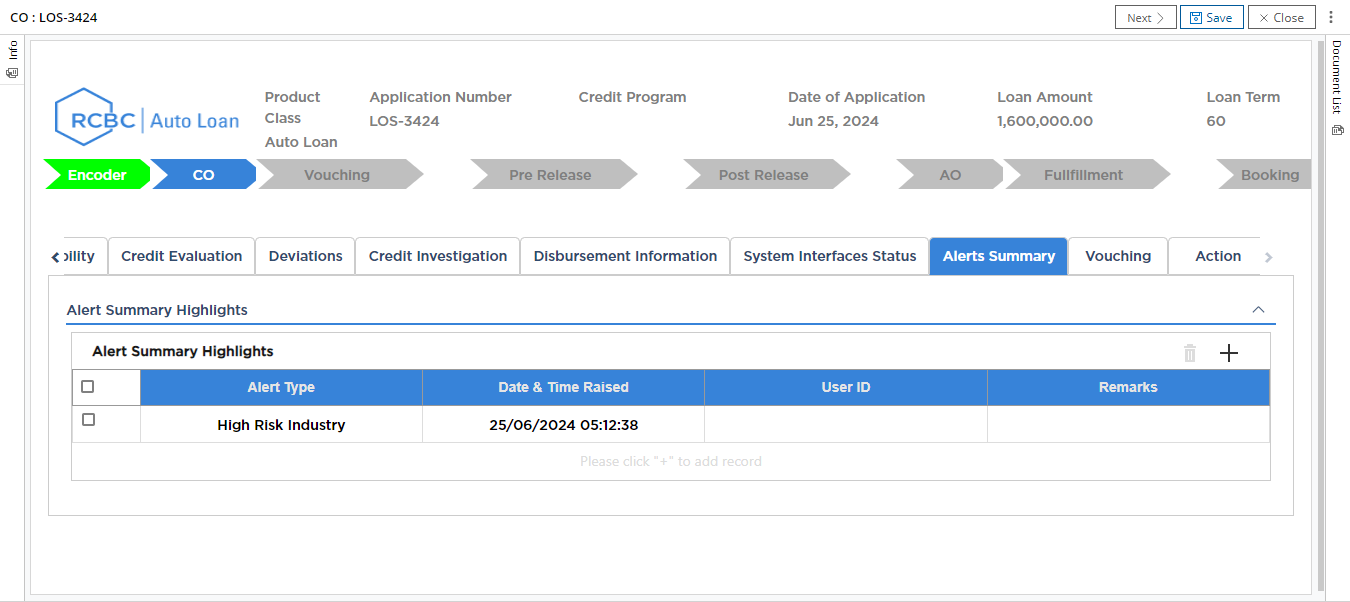 CO : LOS-3424
Next
Save
Close
Info
Document List
RCBC Auto Loan
Product Class
Auto Loan
Application Number
LOS-3424
Credit Program
Date of Application
Jun 25, 2024
Loan Amount
1,600,000.00
Loan Term
60
Encoder CO Vouching Pre Release Post Release AO Fullfillment Booking
bility Credit Evaluation Deviations Credit Investigation Disbursement Information System Interfaces Status Alerts Summary Vouching Action
Alert Summary Highlights
Alert Summary Highlights
Alert Type Date & Time Raised User ID Remarks
High Risk Industry 25/06/2024 05:12:38
Please click "+" to add record